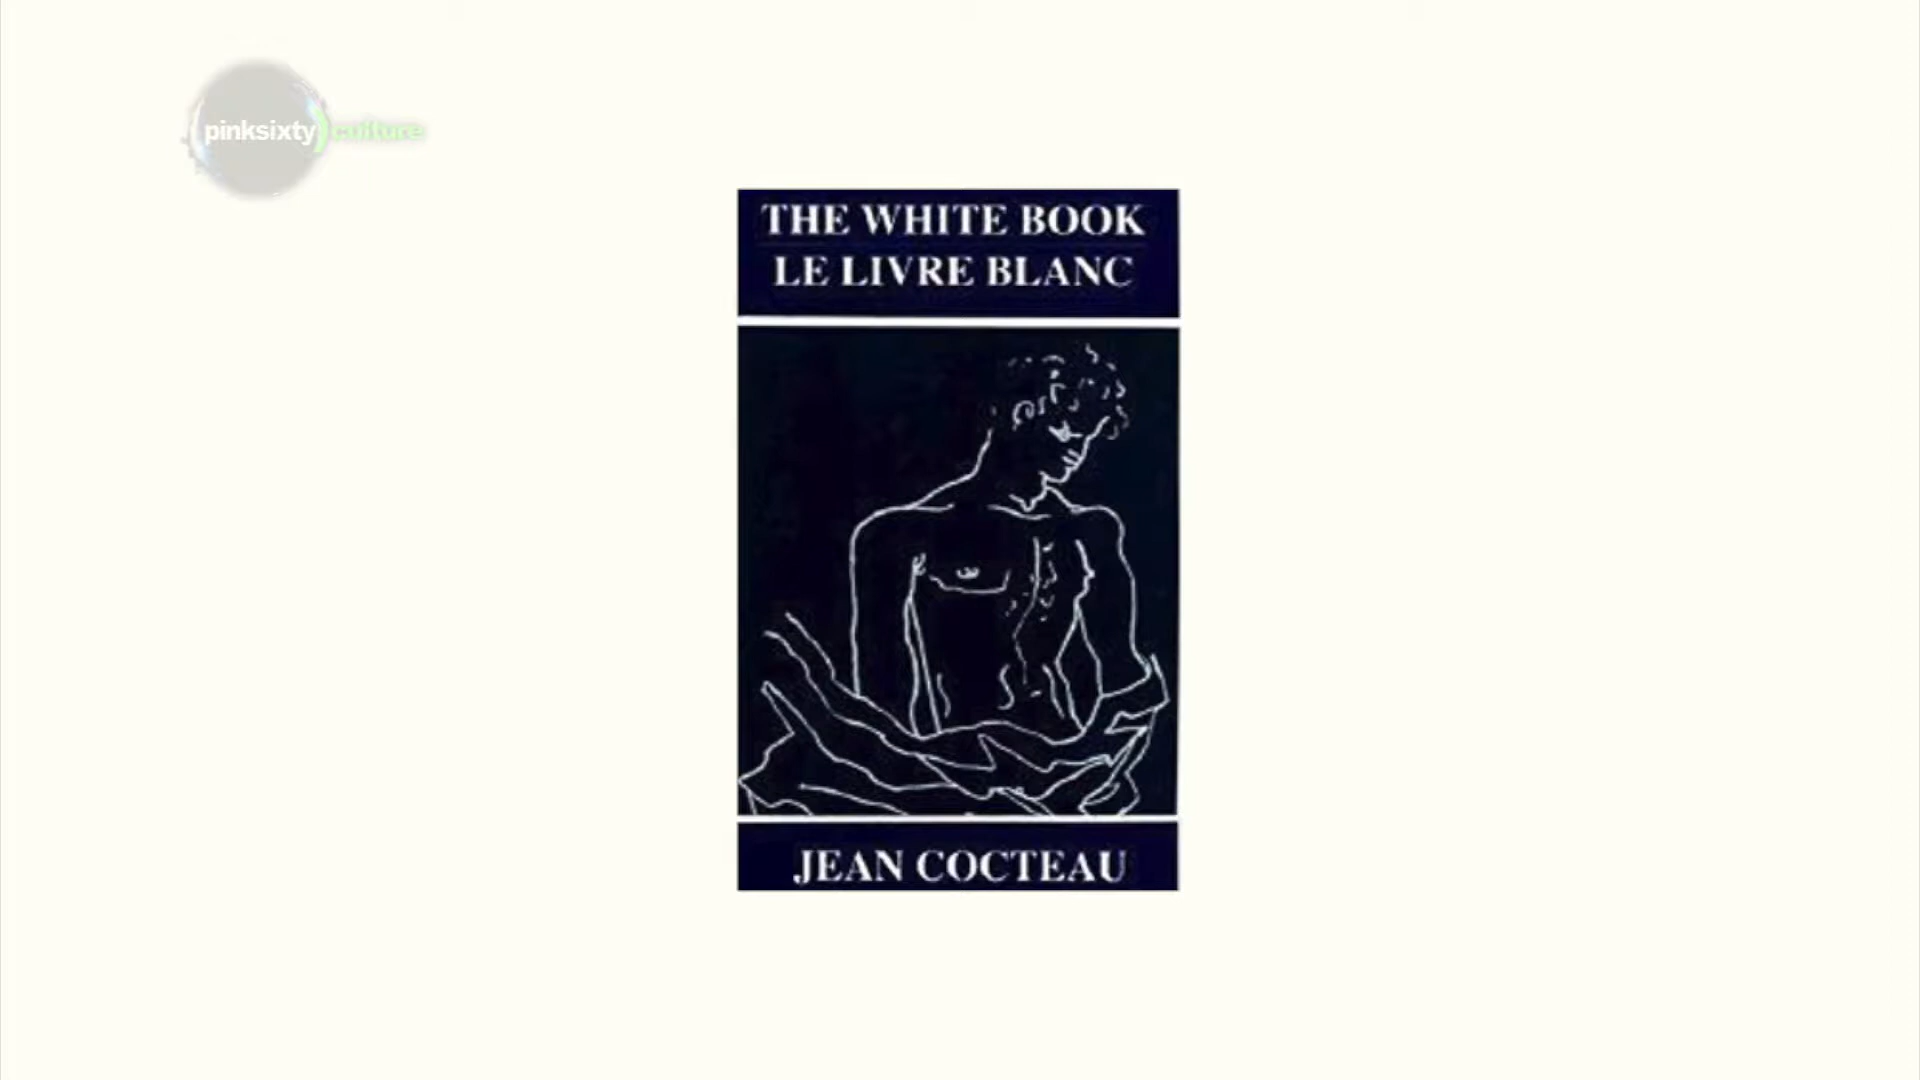 pinksixty culture
THE WHITE BOOK
LE LIVRE BLANC
JEAN COCTEAU